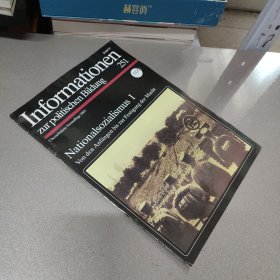 Informationen
zur politischen Bildung
251
Nationalsozialismus I
Von den Anfängen bis zur Festigung der Macht